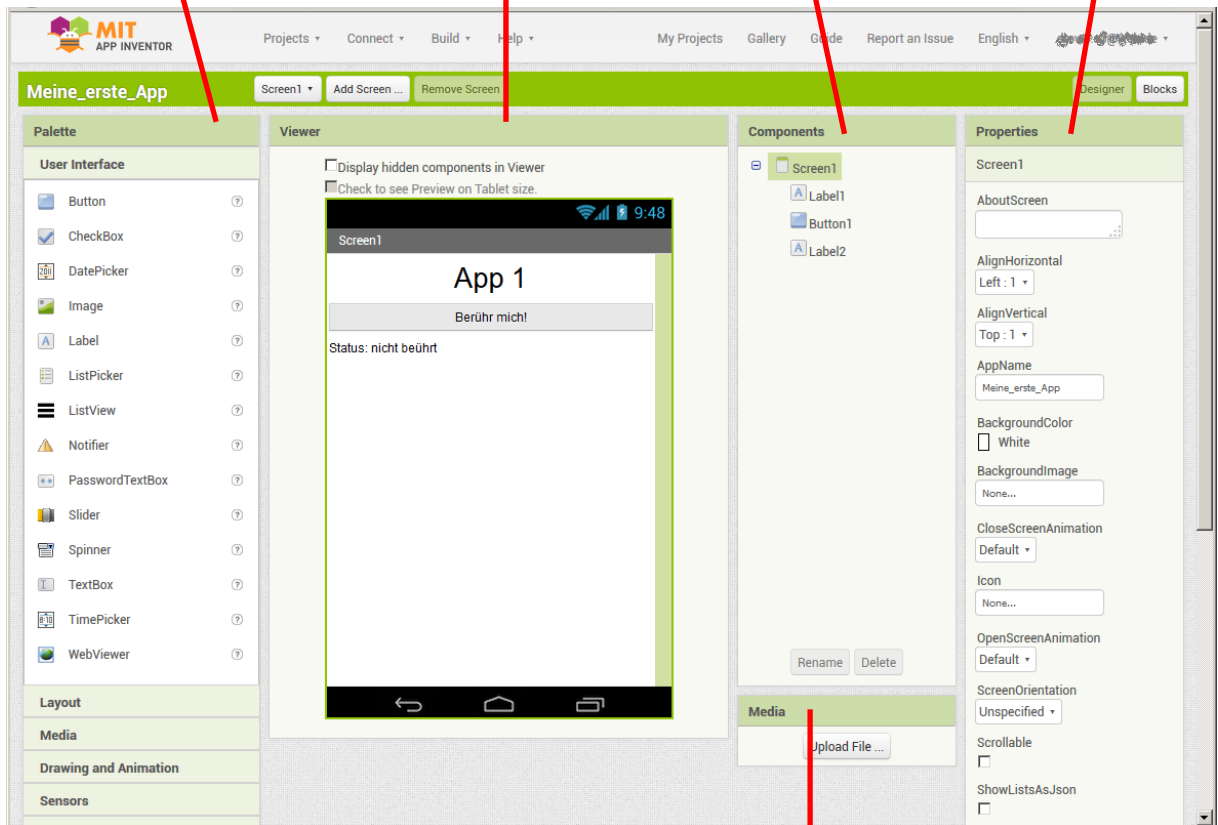 MIT
APP INVENTOR
Projects Connect Build Help My Projects Gallery Guide Report an Issue English
Meine_erste_App Screen1 Add Screen ... Remove Screen Designer Blocks
Palette
User Interface
Button
CheckBox
DatePicker
Image
Label
ListPicker
ListView
Notifier
PasswordTextBox
Slider
Spinner
TextBox
TimePicker
WebViewer
Layout
Media
Drawing and Animation
Sensors
Viewer
Display hidden components in Viewer
Check to see Preview on Tablet size.
9:48
Screen1
App 1
Berühr mich!
Status: nicht beührt
Components
Screen1
Label1
Button1
Label2
Rename Delete
Media
Upload File ...
Properties
Screen1
AboutScreen
AlignHorizontal
Left : 1
AlignVertical
Top : 1
AppName
Meine_erste_App
BackgroundColor
White
BackgroundImage
None...
CloseScreenAnimation
Default
Icon
None...
OpenScreenAnimation
Default
ScreenOrientation
Unspecified
Scrollable
ShowListsAsJson